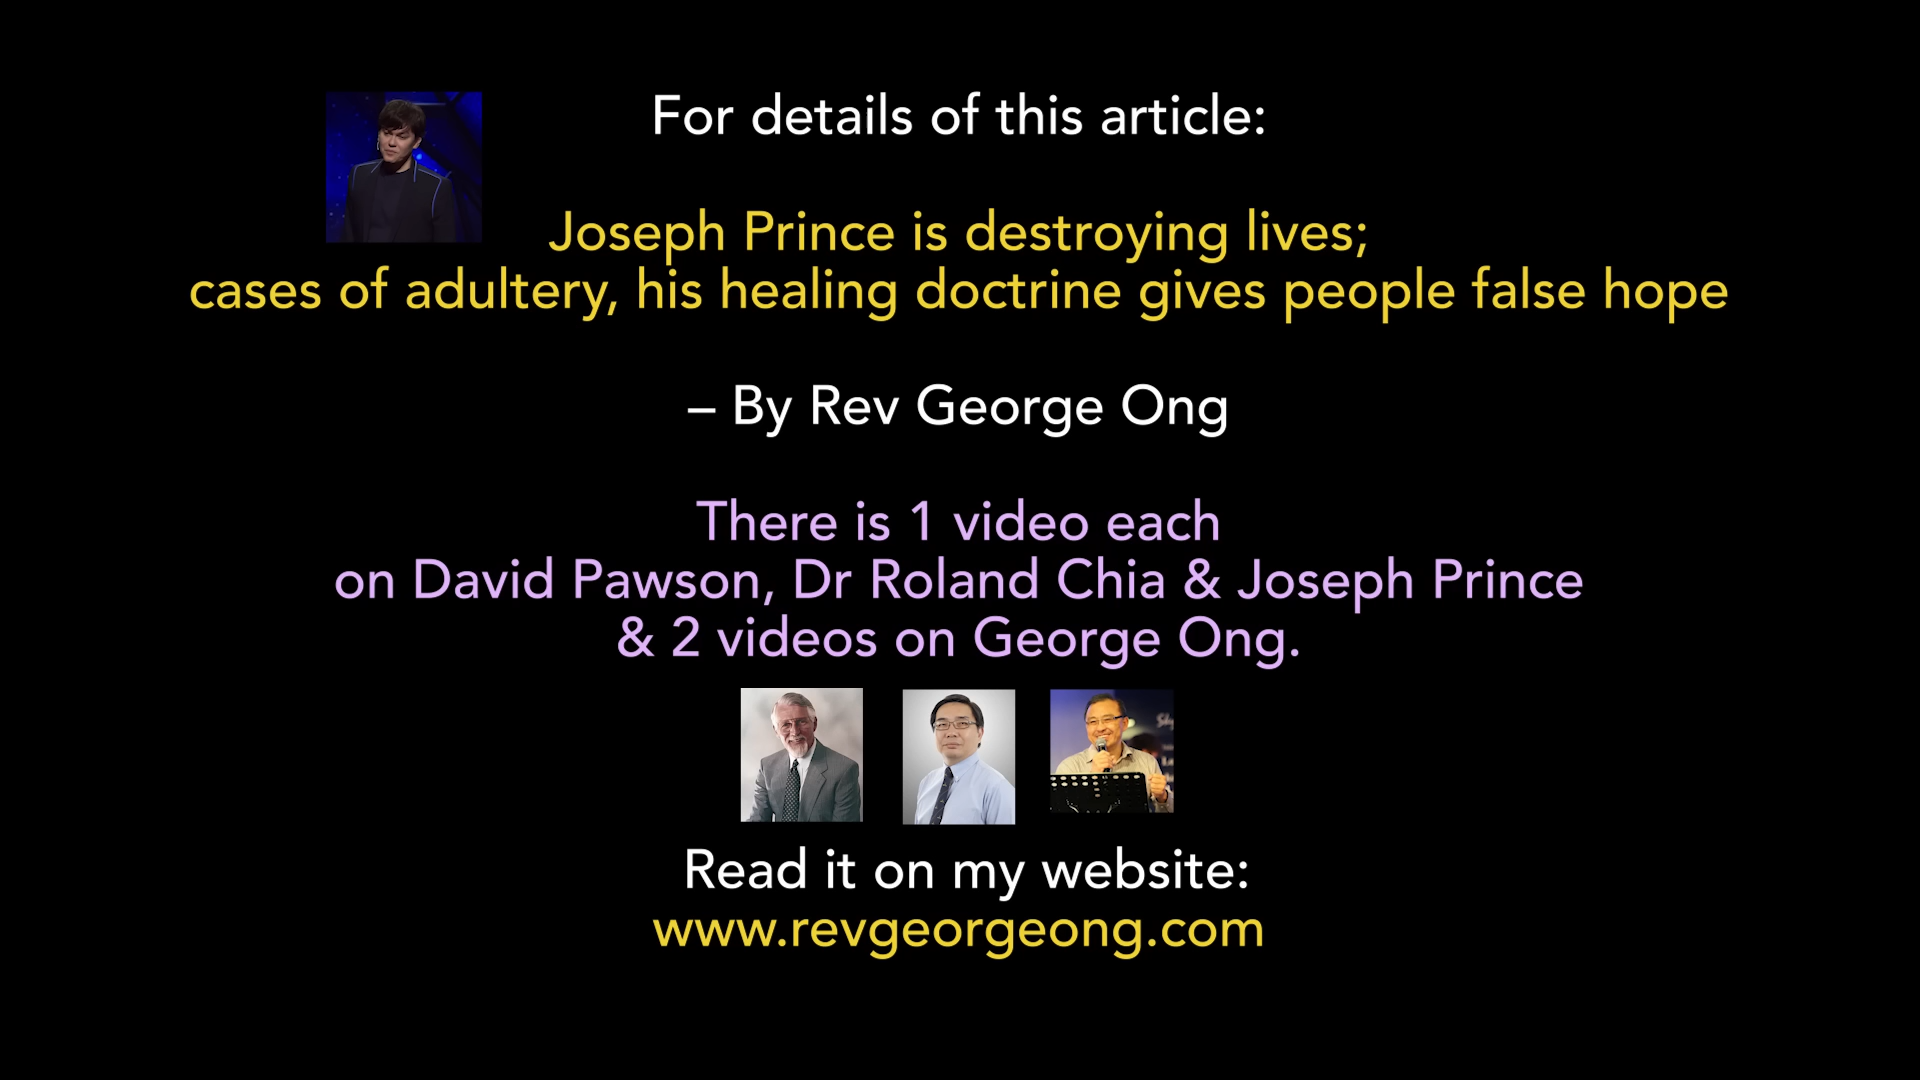 For details of this article:
Joseph Prince is destroying lives;
cases of adultery, his healing doctrine gives people false hope
– By Rev George Ong
There is 1 video each
on David Pawson, Dr Roland Chia & Joseph Prince
& 2 videos on George Ong.
Read it on my website:
www.revgeorgeong.com